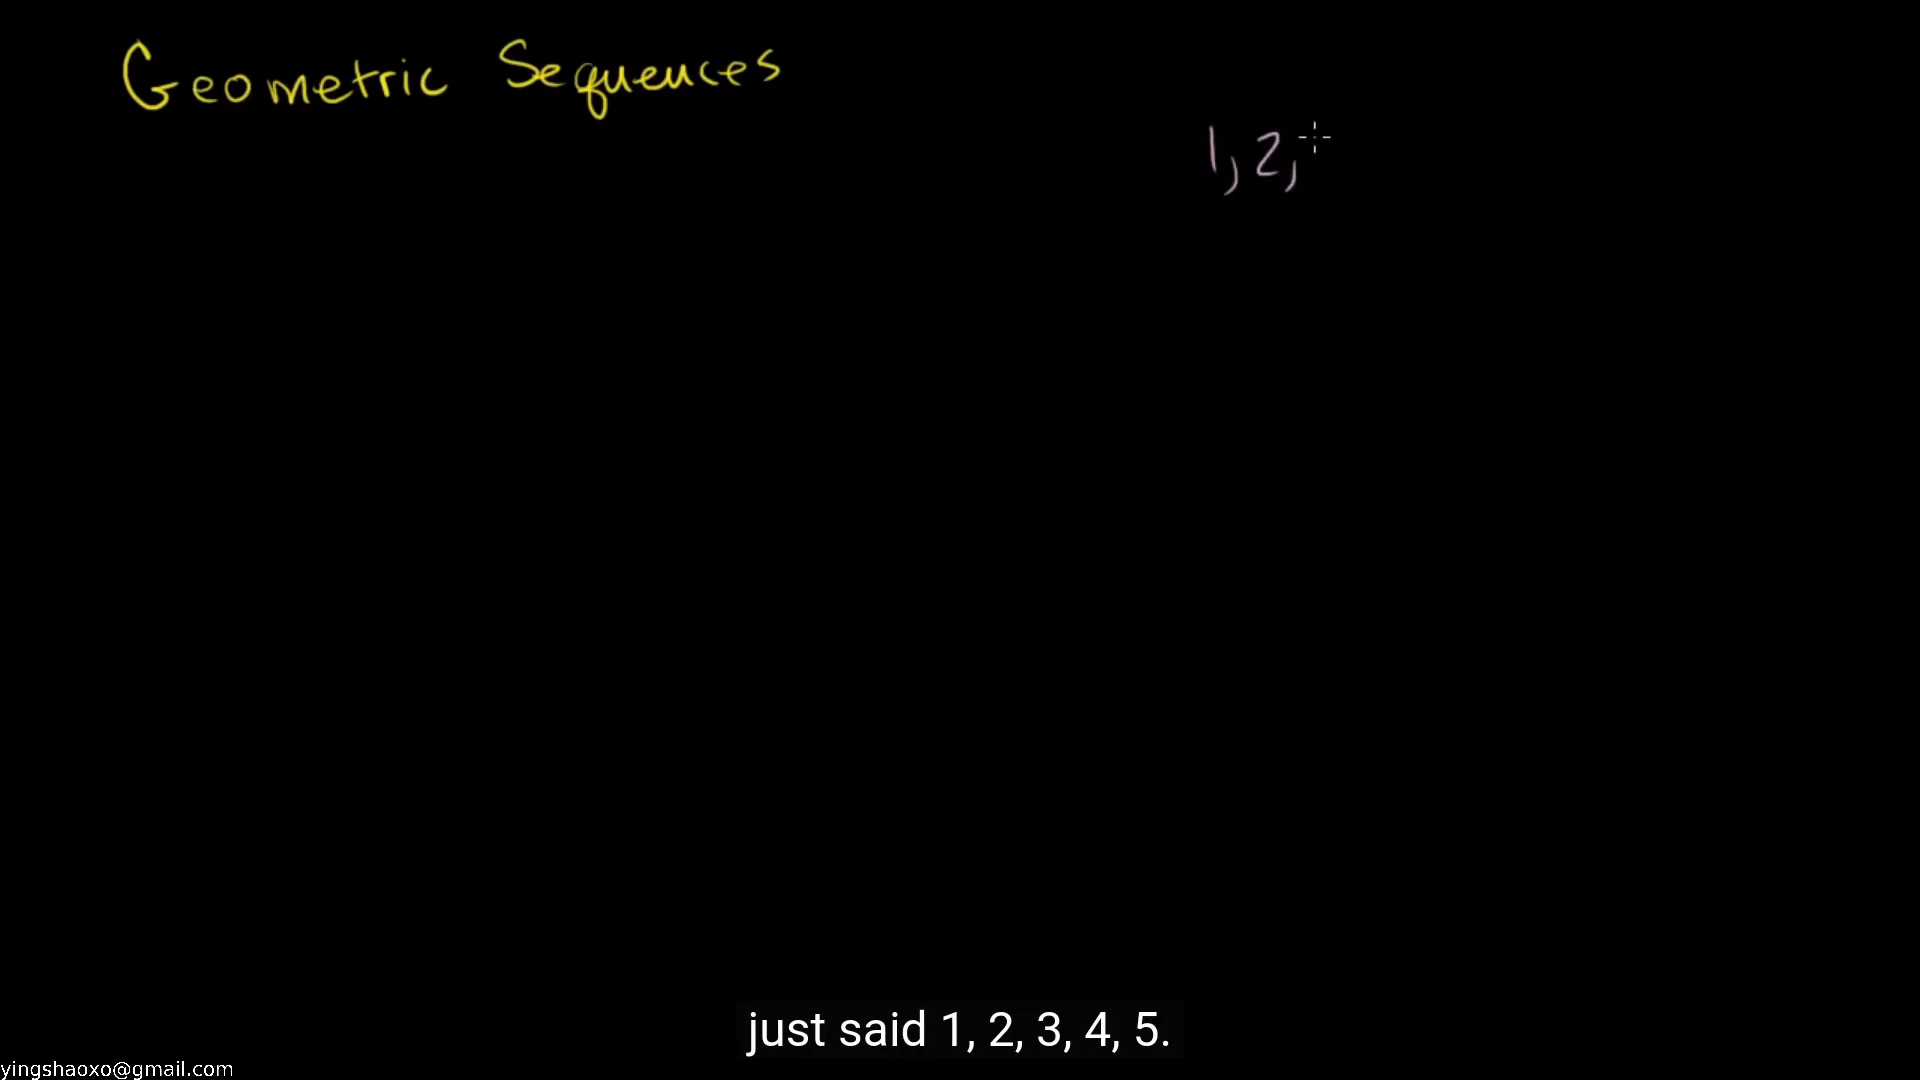 Geometric Sequences
1, 2,
just said 1, 2, 3, 4, 5.
yingshaoxo@gmail.com